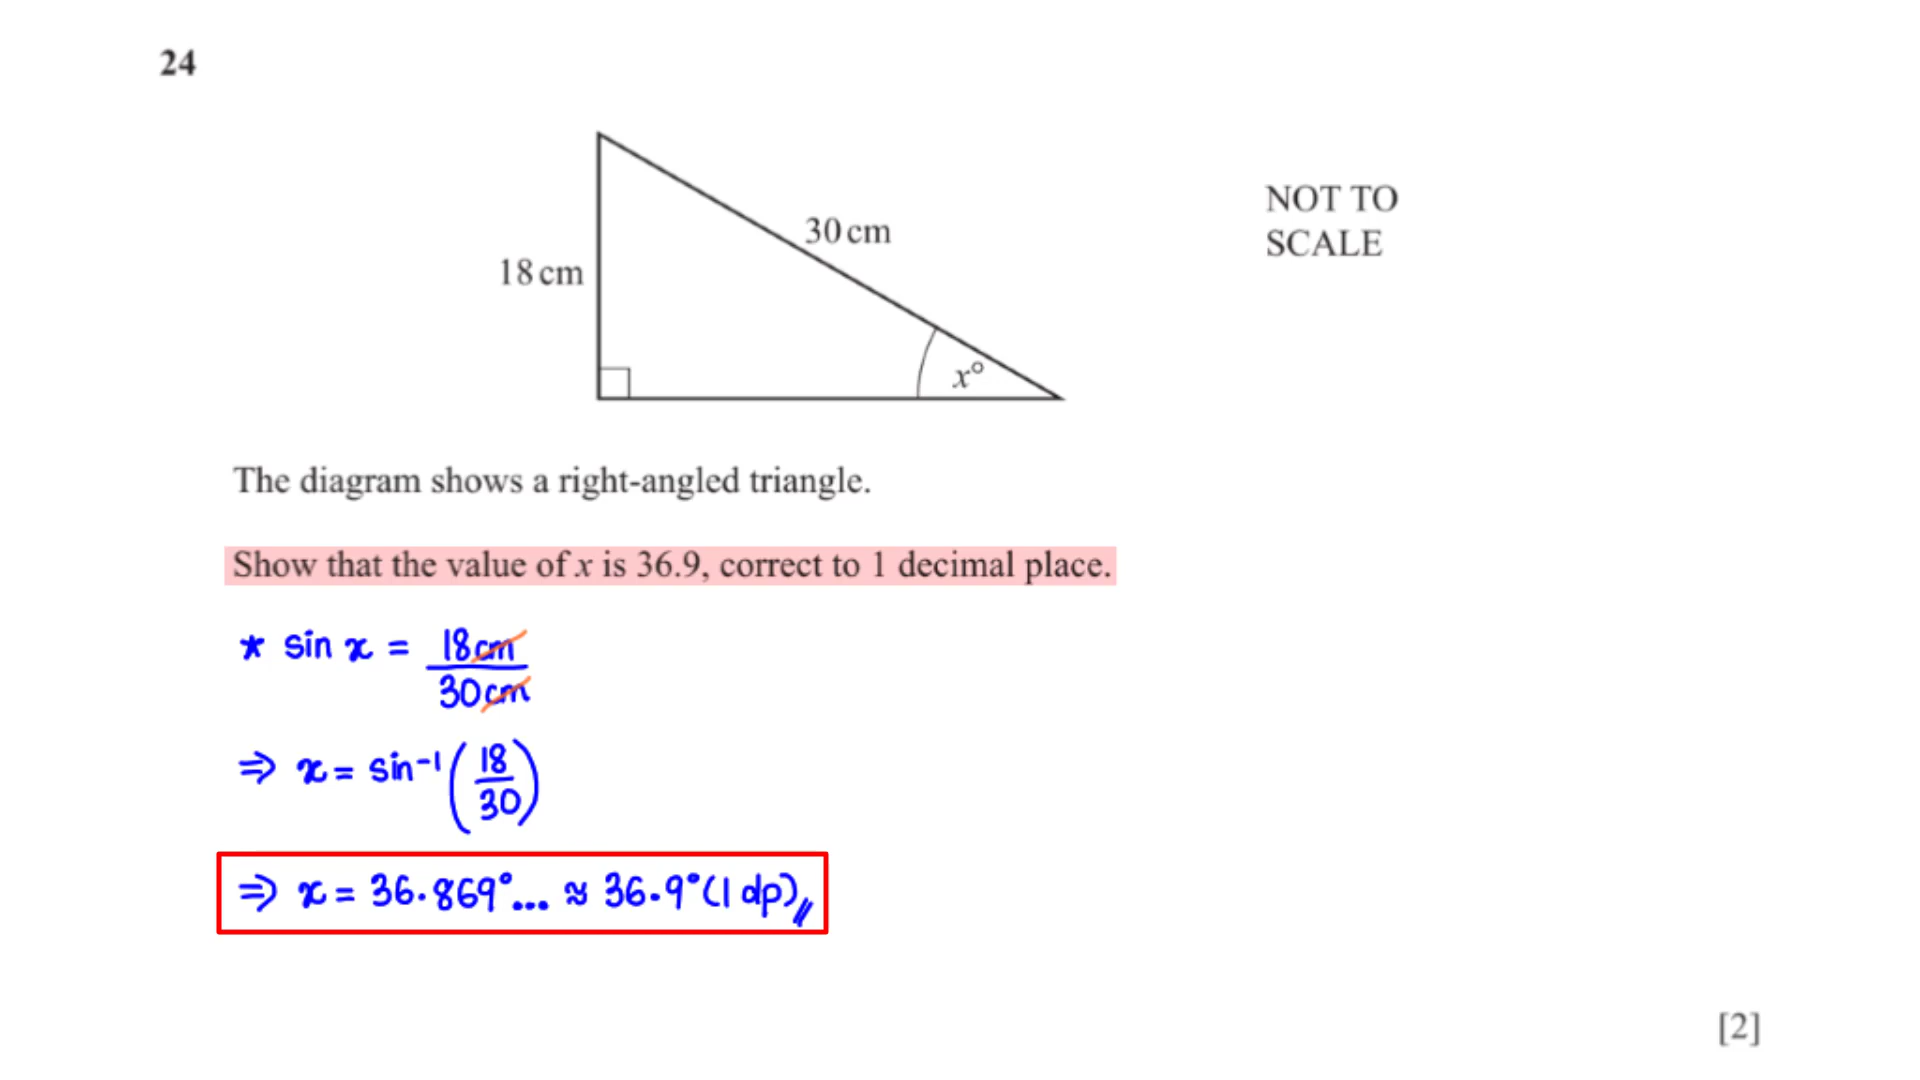 24
NOT TO
SCALE
30 cm
18 cm
x°
The diagram shows a right-angled triangle.
Show that the value of x is 36.9, correct to 1 decimal place.
* sin x = 18cm/30cm
⇒ x = sin⁻¹(18/30)
⇒ x = 36.869°... ≈ 36.9° (1 dp)//
[2]